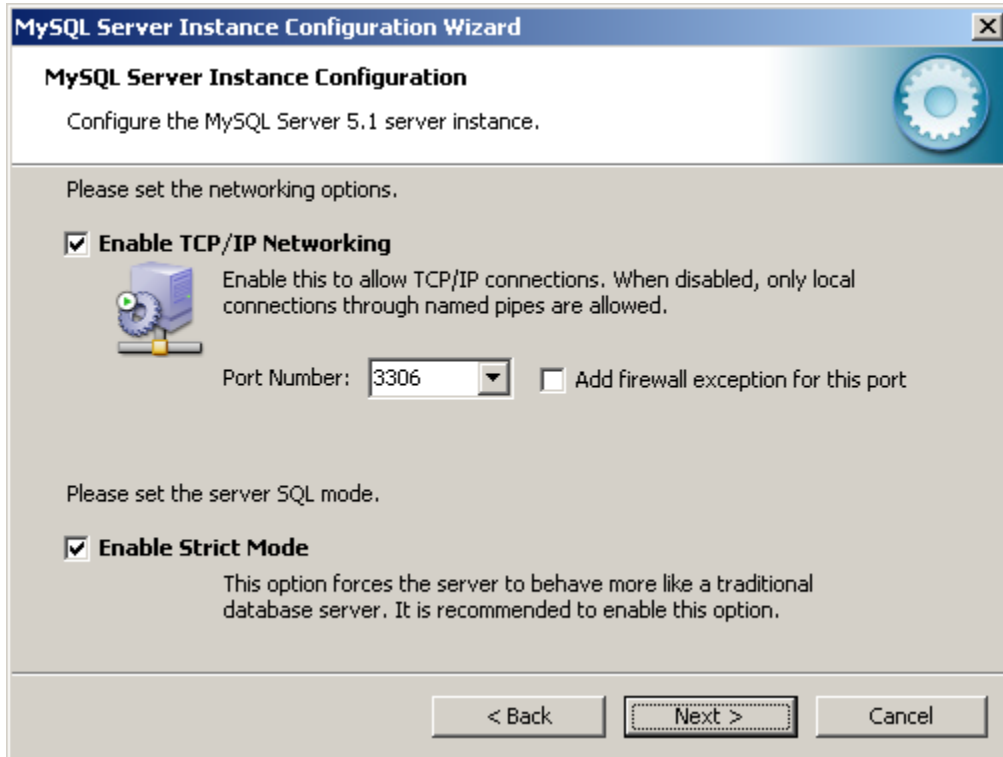 MySQL Server Instance Configuration Wizard
MySQL Server Instance Configuration
Configure the MySQL Server 5.1 server instance.
Please set the networking options.
Enable TCP/IP Networking
Enable this to allow TCP/IP connections. When disabled, only local
connections through named pipes are allowed.
Port Number: 3306 Add firewall exception for this port
Please set the server SQL mode.
Enable Strict Mode
This option forces the server to behave more like a traditional
database server. It is recommended to enable this option.
< Back Next > Cancel